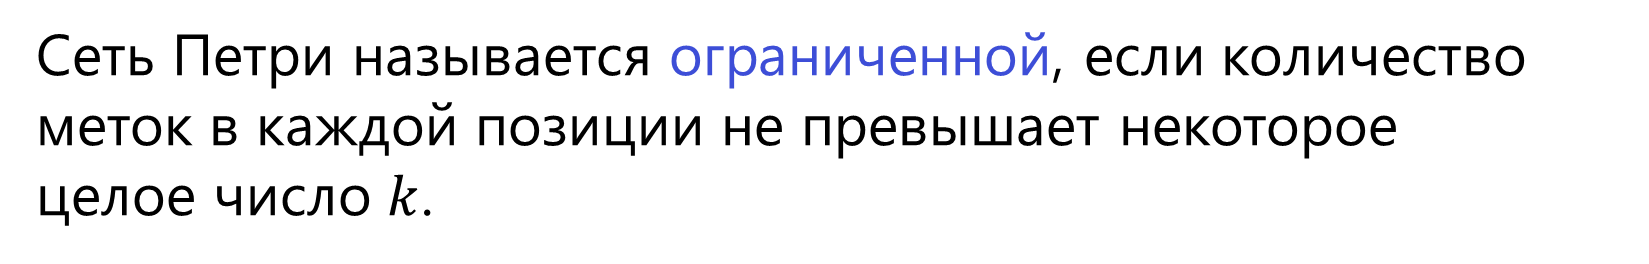 Сеть Петри называется ограниченной, если количество
меток в каждой позиции не превышает некоторое
целое число k.